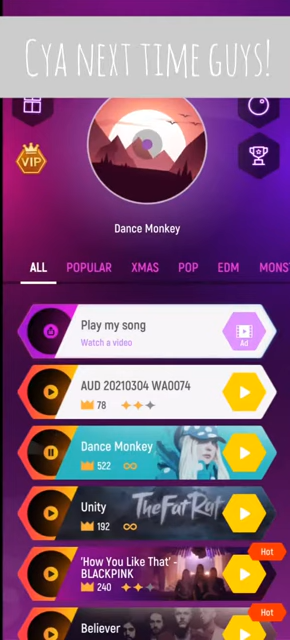 Cya next time guys!
VIP
Dance Monkey
ALL POPULAR XMAS POP EDM MONS
Play my song
Watch a video
Ad
AUD 20210304 WA0074
78
Dance Monkey
522
Unity
192
TheFatRat
Hot
'How You Like That' -
BLACKPINK
240
Hot
Believer